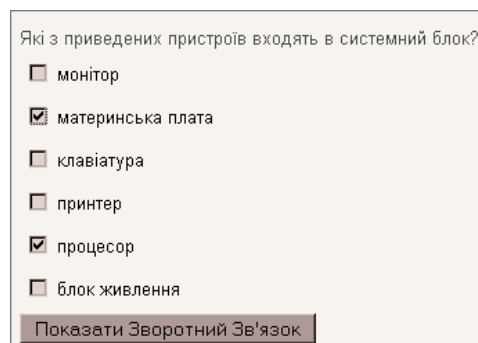 Які з приведених пристроїв входять в системний блок?
монітор
материнська плата
клавіатура
принтер
процесор
блок живлення
Показати Зворотний Зв'язок